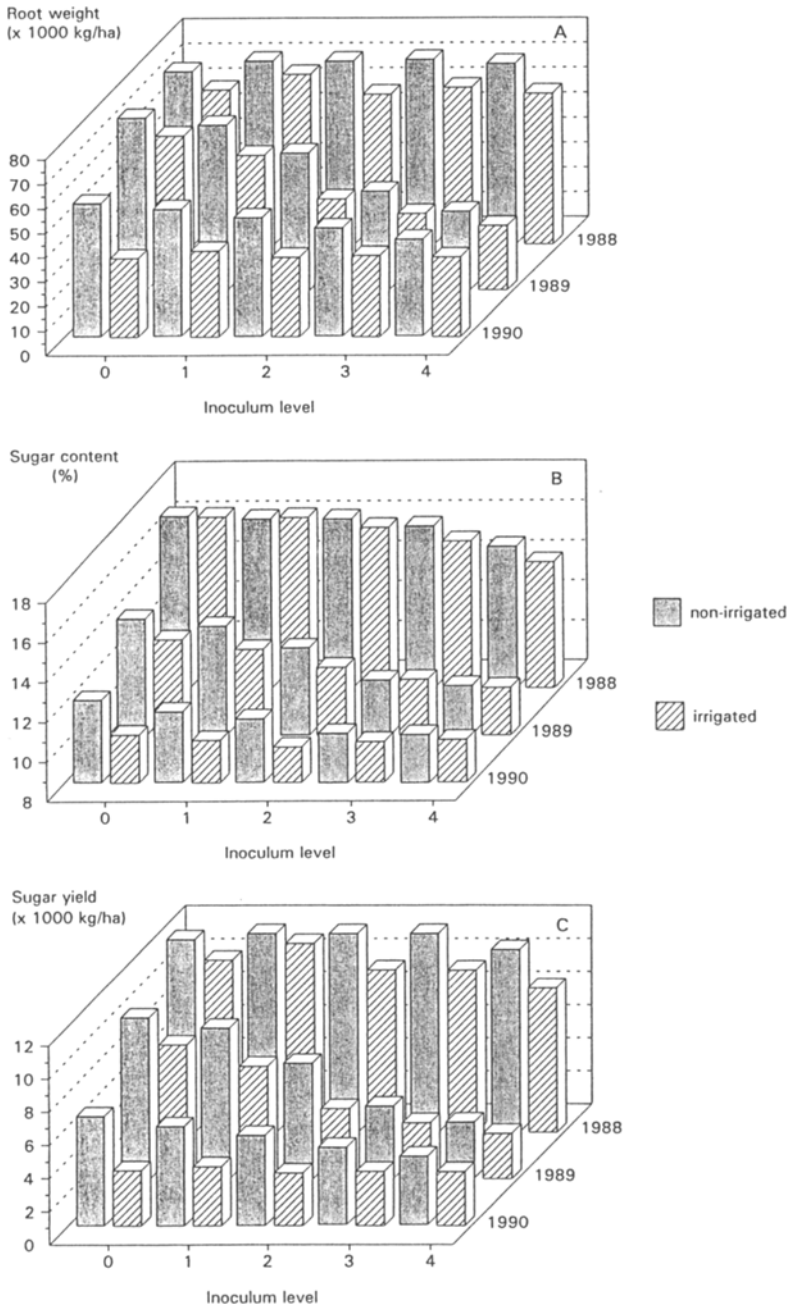 Root weight
(x 1000 kg/ha)
A
80
70
60
50
40
30
20
10
0
1988
1989
1990
0 1 2 3 4
Inoculum level
Sugar content
(%)
B
18
16
14
12
10
8
1988
1989
1990
0 1 2 3 4
Inoculum level
non-irrigated
irrigated
Sugar yield
(x 1000 kg/ha)
C
12
10
8
6
4
2
0
1988
1989
1990
0 1 2 3 4
Inoculum level